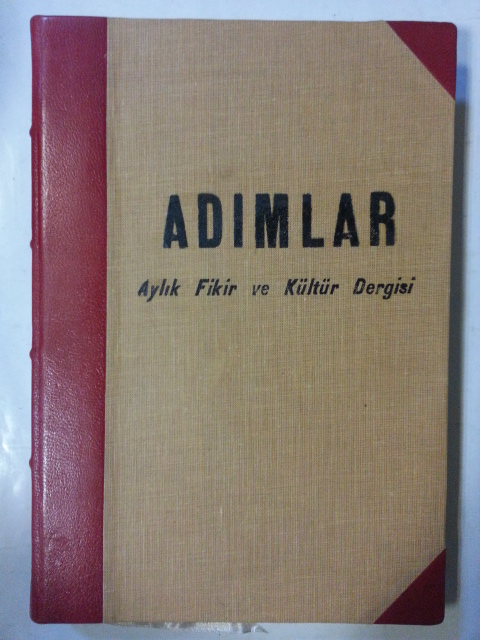 ADIMLAR
Aylık Fikir ve Kültür Dergisi